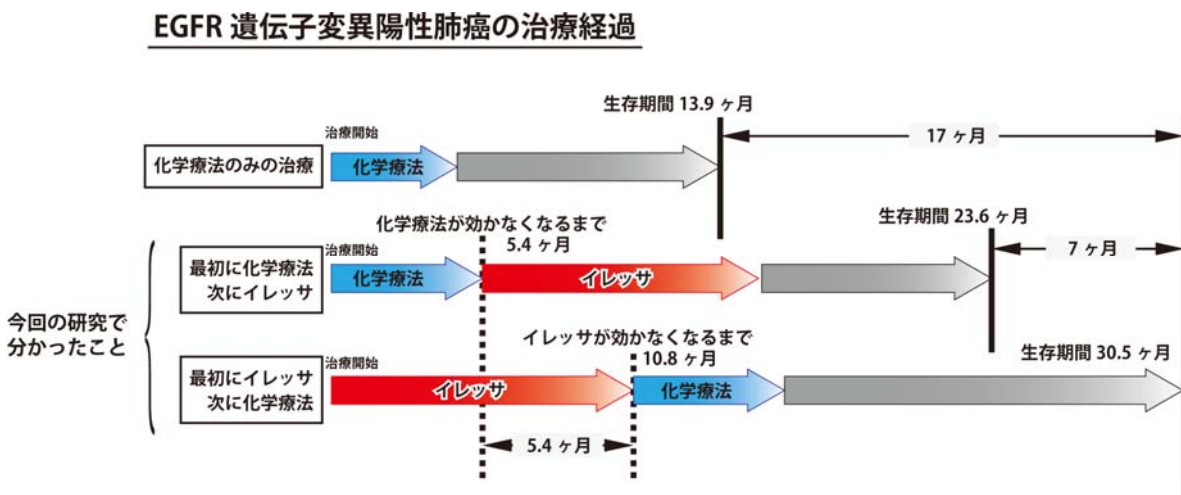 EGFR 遺伝子変異陽性肺癌の治療経過
生存期間 13.9 ヶ月
治療開始
17 ヶ月
化学療法のみの治療
化学療法
生存期間 23.6 ヶ月
化学療法が効かなくなるまで
5.4 ヶ月
治療開始
7 ヶ月
最初に化学療法
次にイレッサ
化学療法
イレッサ
今回の研究で
分かったこと
イレッサが効かなくなるまで
10.8 ヶ月
生存期間 30.5 ヶ月
治療開始
最初にイレッサ
次に化学療法
イレッサ
化学療法
5.4 ヶ月